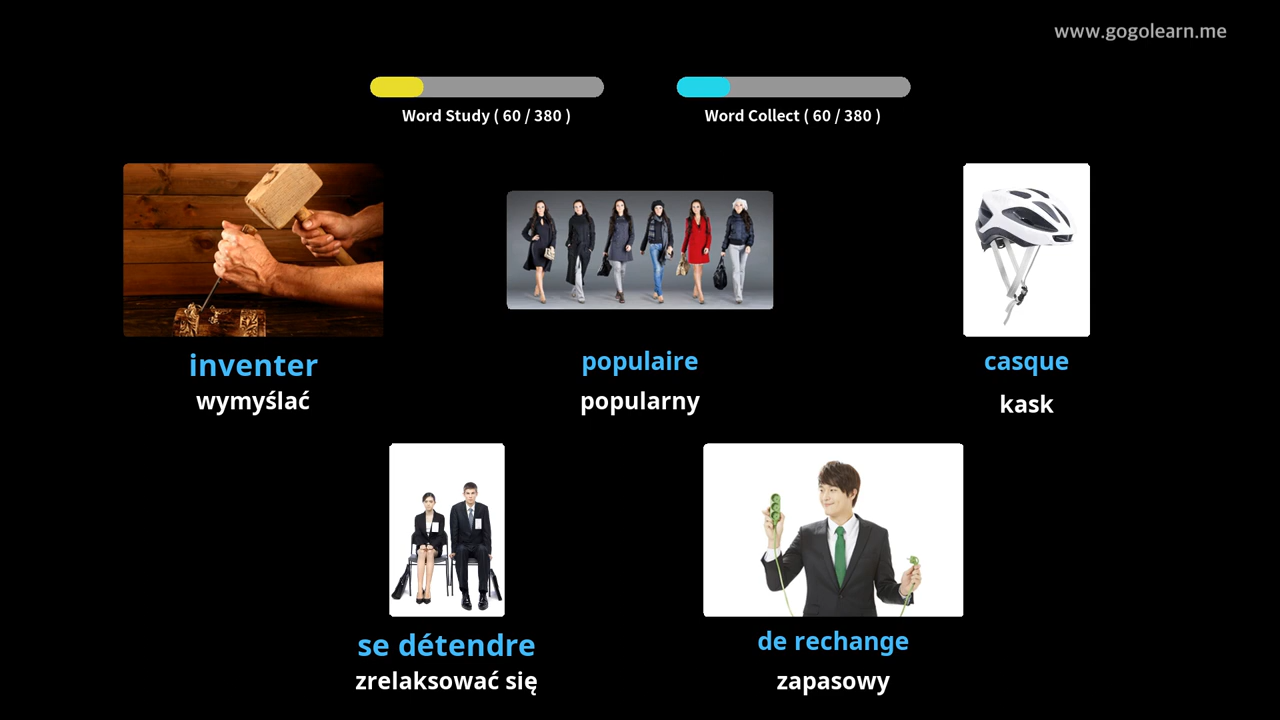 www.gogolearn.me
Word Study ( 60 / 380 )
Word Collect ( 60 / 380 )
inventer
wymyślać
populaire
popularny
casque
kask
se détendre
zrelaksować się
de rechange
zapasowy